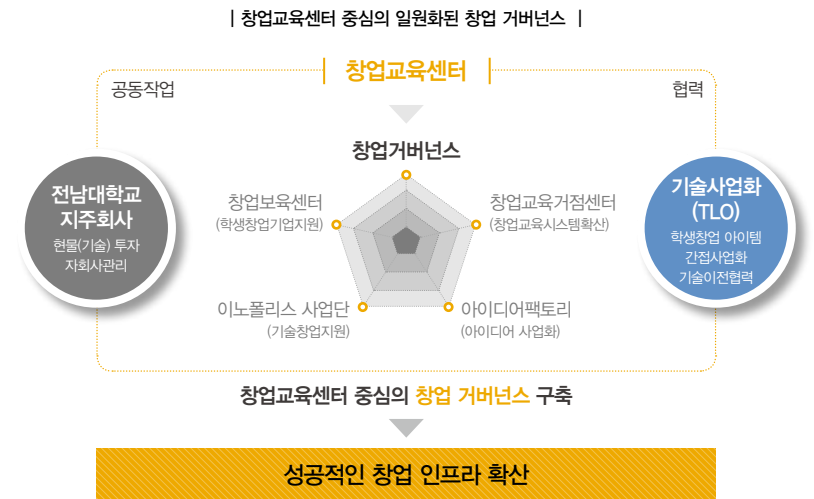 | 창업교육센터 중심의 일원화된 창업 거버넌스 |
창업교육센터
공동작업
협력
창업거버넌스
전남대학교
지주회사
현물(기술) 투자
자회사관리
창업보육센터
(학생창업기업지원)
창업교육거점센터
(창업교육시스템확산)
기술사업화
(TLO)
학생창업 아이템
간접사업화
기술이전협력
이노폴리스 사업단
(기술창업지원)
아이디어팩토리
(아이디어 사업화)
창업교육센터 중심의 창업 거버넌스 구축
성공적인 창업 인프라 확산